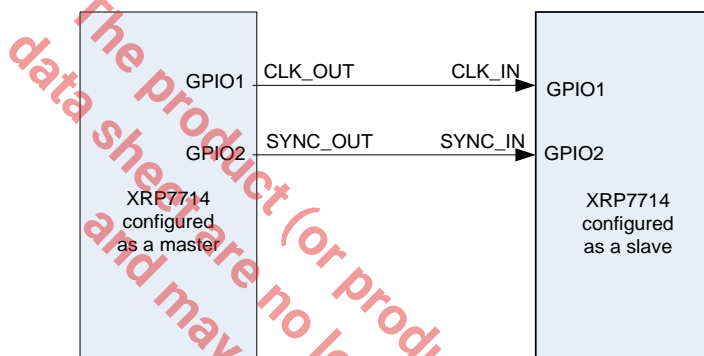 GPIO1 CLK_OUT CLK_IN GPIO1
GPIO2 SYNC_OUT SYNC_IN GPIO2
XRP7714
configured
as a master
XRP7714
configured
as a slave
The product (or produ
data sheet are no lo
and may